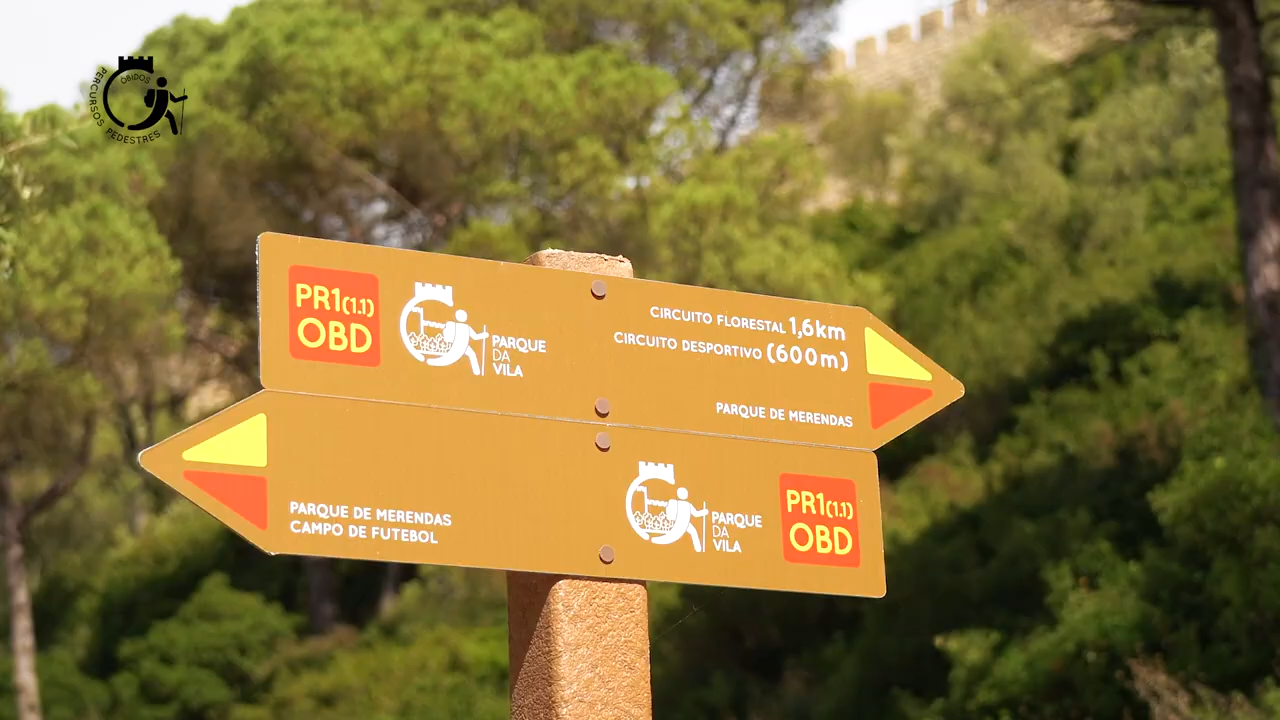 ÓBIDOS
PERCURSOS PEDESTRES
PR1(1.1)
OBD
PARQUE
DA
VILA
CIRCUITO FLORESTAL 1,6km
CIRCUITO DESPORTIVO (600m)
PARQUE DE MERENDAS
PARQUE DE MERENDAS
CAMPO DE FUTEBOL
PARQUE
DA
VILA
PR1(1.1)
OBD